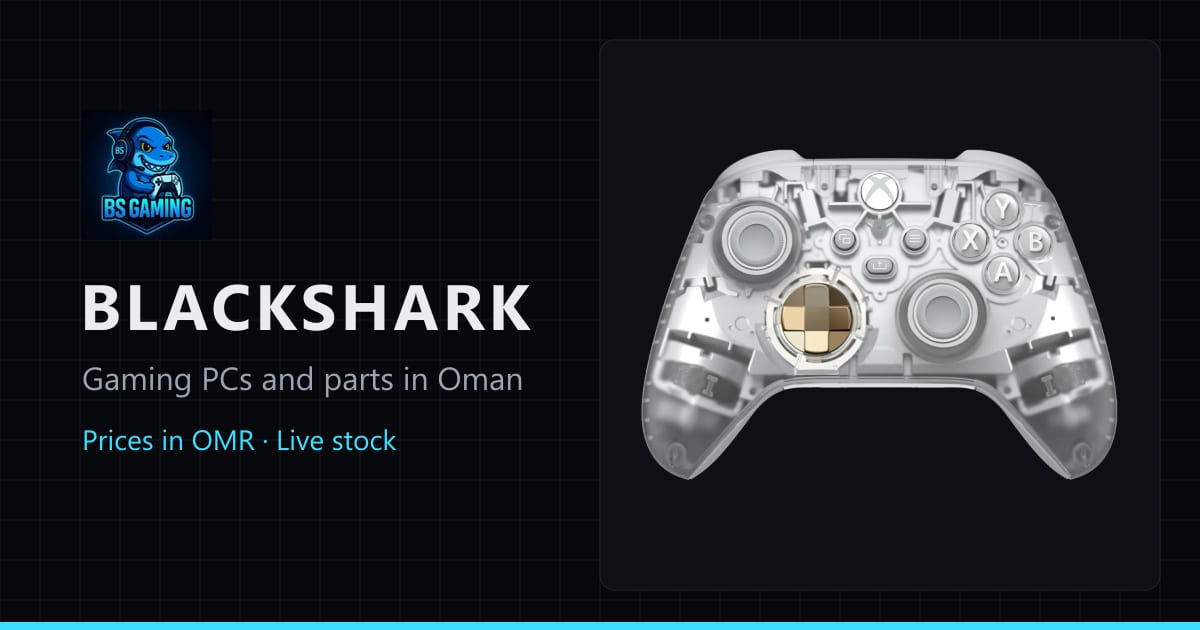 BS
BS GAMING
BLACKSHARK
Gaming PCs and parts in Oman
Prices in OMR · Live stock
Y
X
B
A